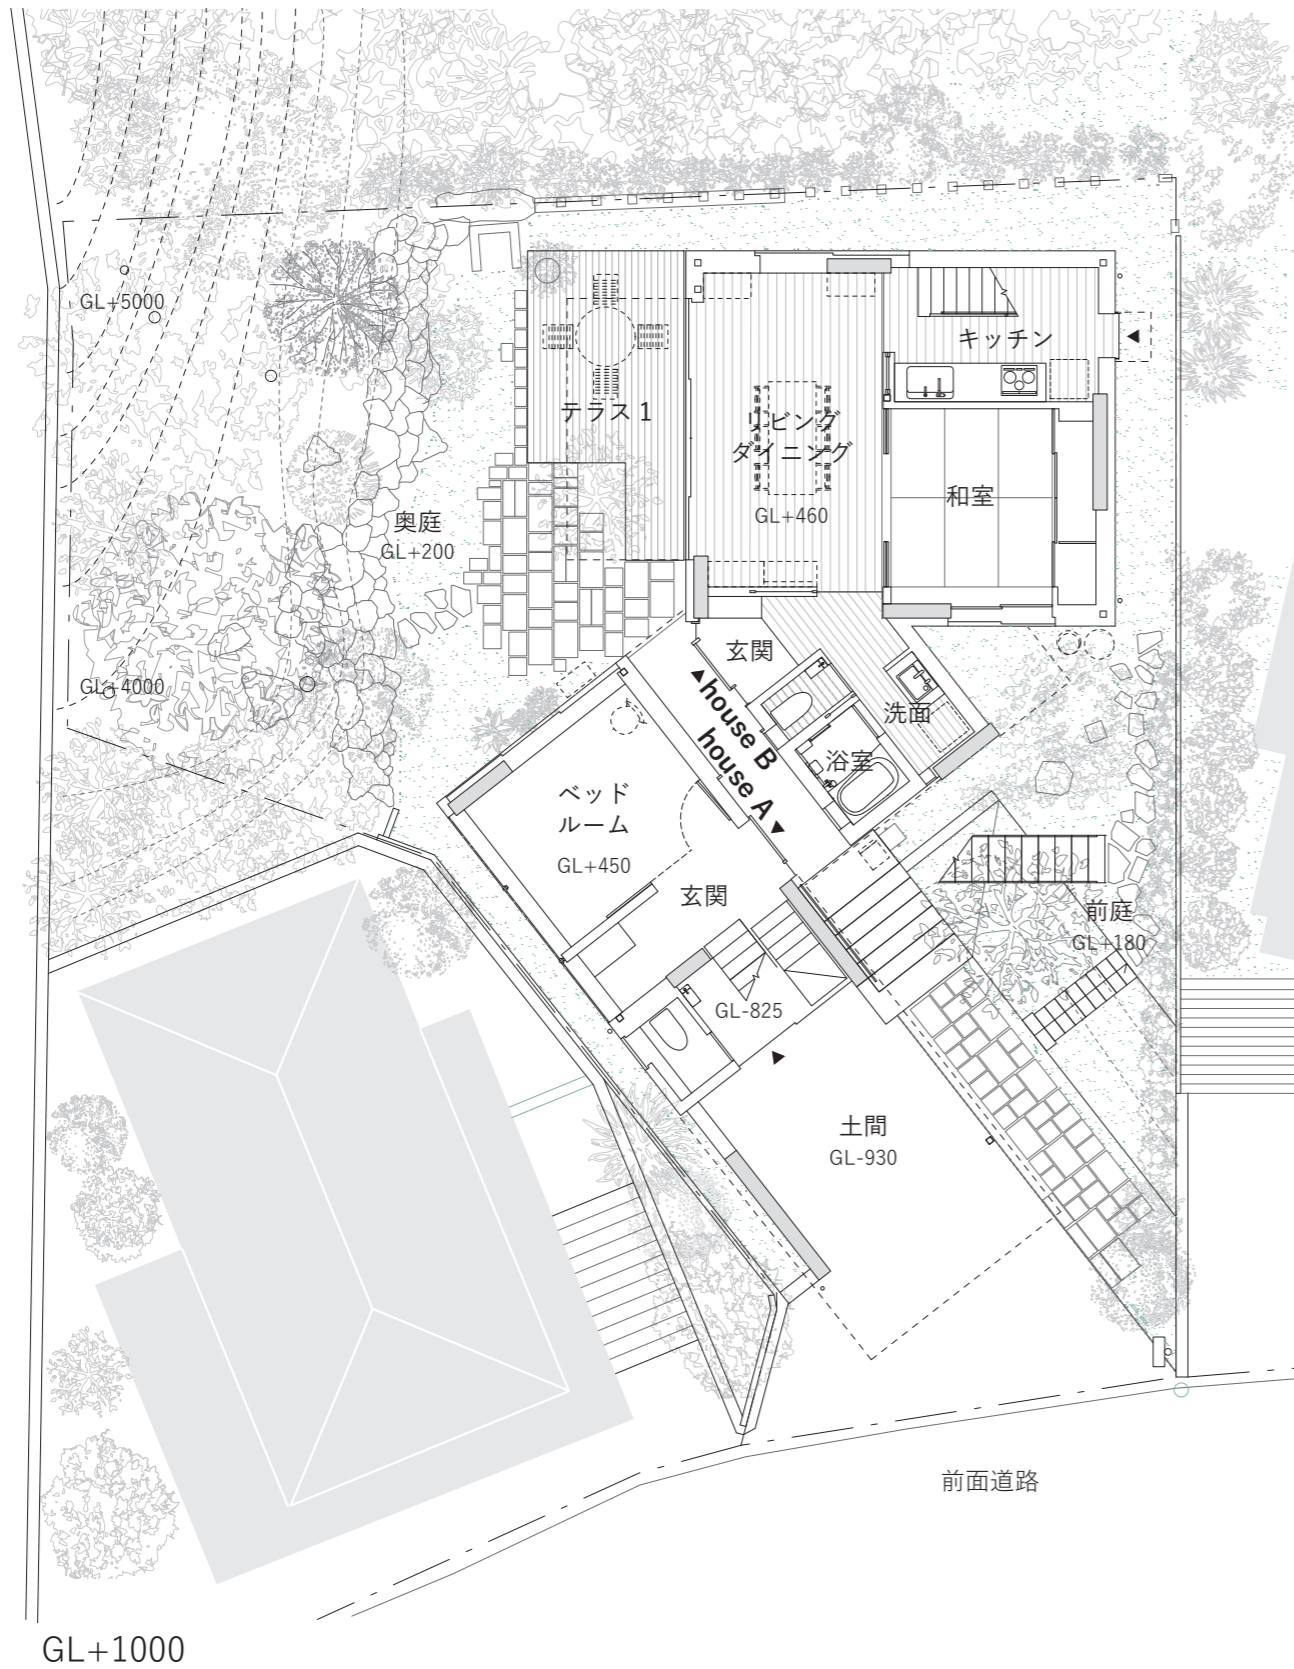 GL+5000
キッチン
テラス 1
リビング
ダイニング
GL+460
和室
奥庭
GL+200
玄関
GL+4000
洗面
house B
house A
浴室
ベッド
ルーム
GL+450
玄関
前庭
GL+180
GL-825
土間
GL-930
前面道路
GL+1000